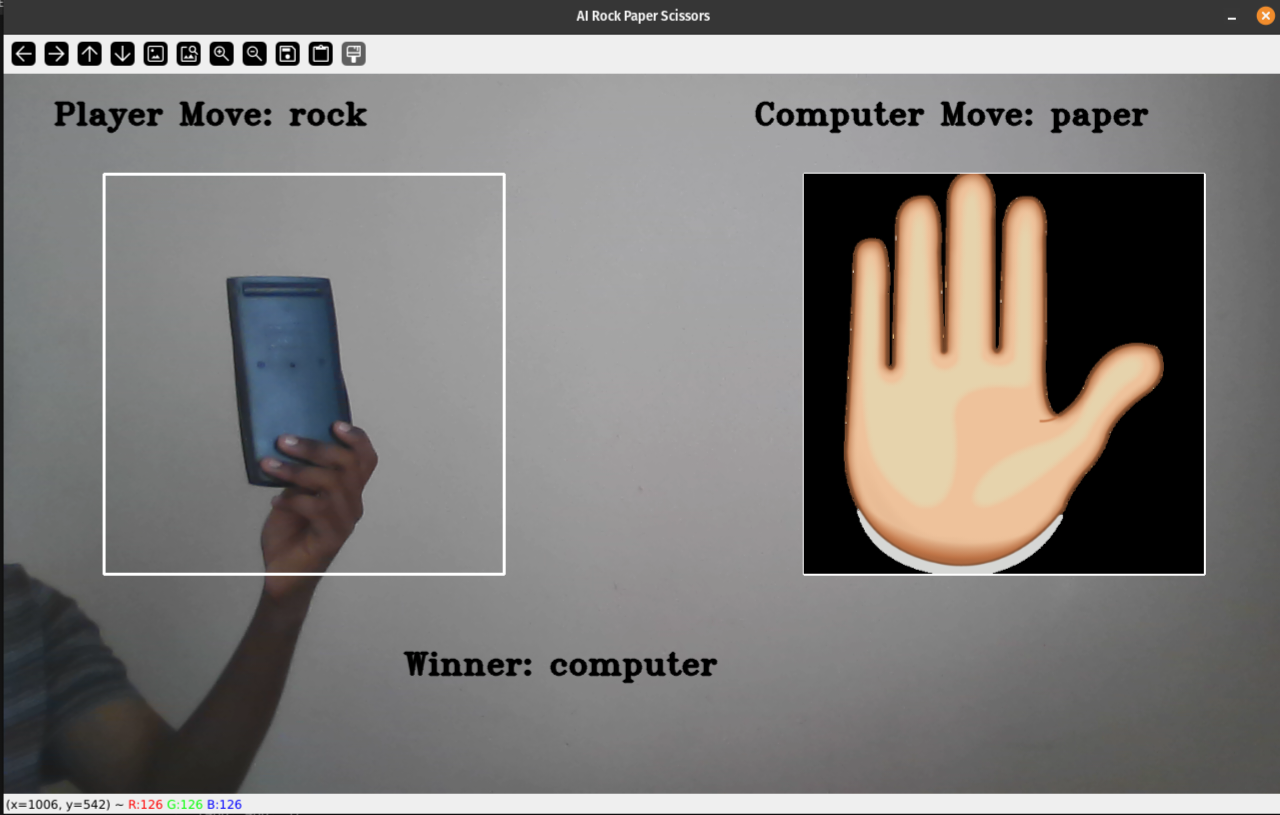 AI Rock Paper Scissors
Player Move: rock
Computer Move: paper
Winner: computer
(x=1006, y=542) ~ R:126 G:126 B:126